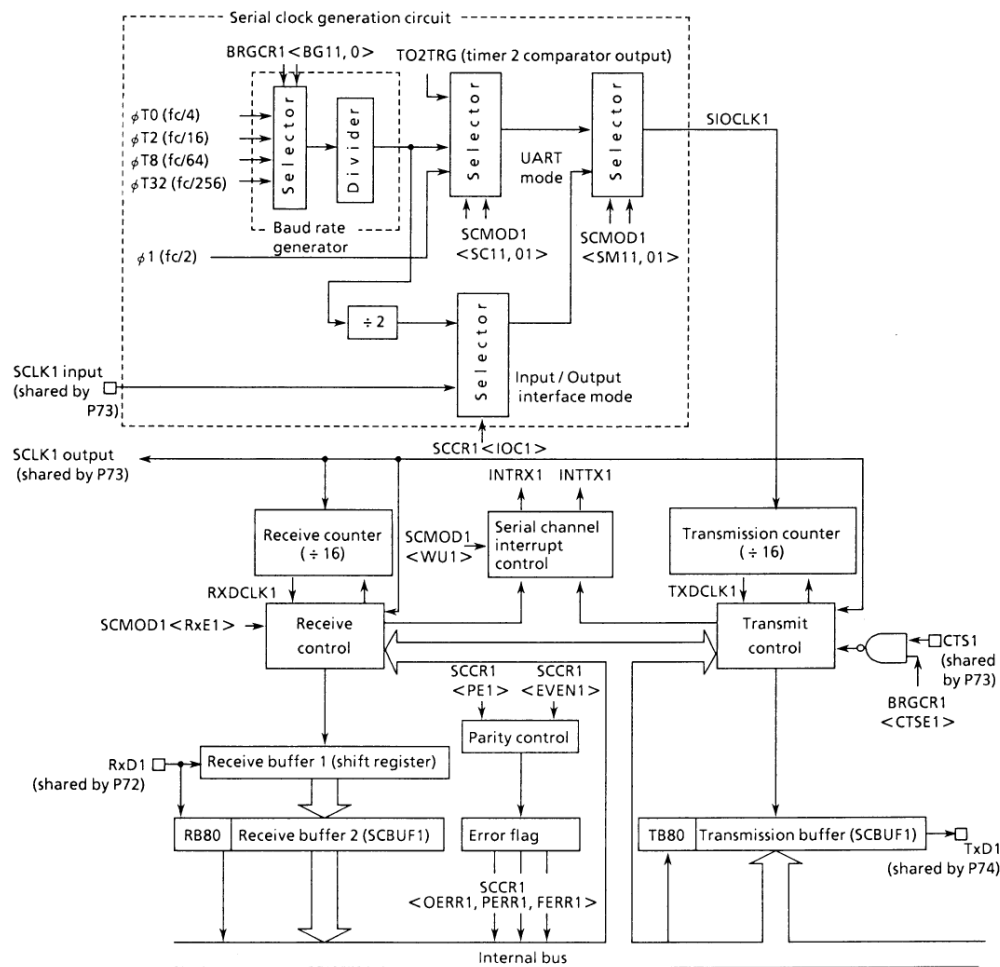 Serial clock generation circuit
BRGCR1<BG11, 0>
TO2TRG (timer 2 comparator output)
φT0 (fc/4)
φT2 (fc/16)
φT8 (fc/64)
φT32 (fc/256)
Selector
Divider
Selector
Selector
SIOCLK1
UART
mode
Baud rate
generator
SCMOD1
<SC11, 01>
SCMOD1
<SM11, 01>
φ1 (fc/2)
÷ 2
Selector
SCLK1 input
(shared by
P73)
Input / Output
interface mode
SCCR1<IOC1>
SCLK1 output
(shared by P73)
INTRX1
INTTX1
Receive counter
(÷ 16)
SCMOD1
<WU1>
Serial channel
interrupt
control
Transmission counter
(÷ 16)
RXDCLK1
TXDCLK1
SCMOD1<RxE1>
Receive
control
Transmit
control
CTS1
(shared
by
P73)
SCCR1
<PE1>
SCCR1
<EVEN1>
BRGCR1
<CTSE1>
Parity control
RxD1
(shared by P72)
Receive buffer 1 (shift register)
RB80
Receive buffer 2 (SCBUF1)
Error flag
TB80
Transmission buffer (SCBUF1)
TxD1
(shared by P74)
SCCR1
<OERR1, PERR1, FERR1>
Internal bus